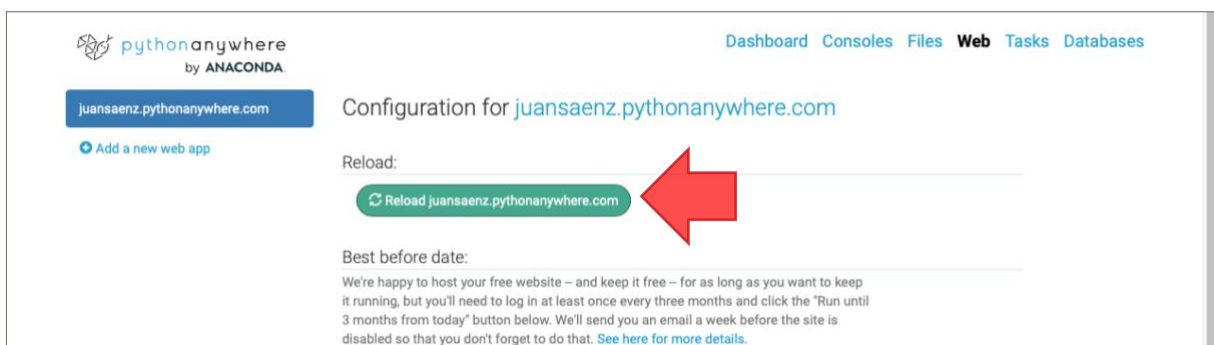 pythonanywhere
by ANACONDA.
Dashboard Consoles Files Web Tasks Databases
juansaenz.pythonanywhere.com
Add a new web app
Configuration for juansaenz.pythonanywhere.com
Reload:
Reload juansaenz.pythonanywhere.com
Best before date:
We're happy to host your free website – and keep it free – for as long as you want to keep
it running, but you'll need to log in at least once every three months and click the "Run until
3 months from today" button below. We'll send you an email a week before the site is
disabled so that you don't forget to do that. See here for more details.